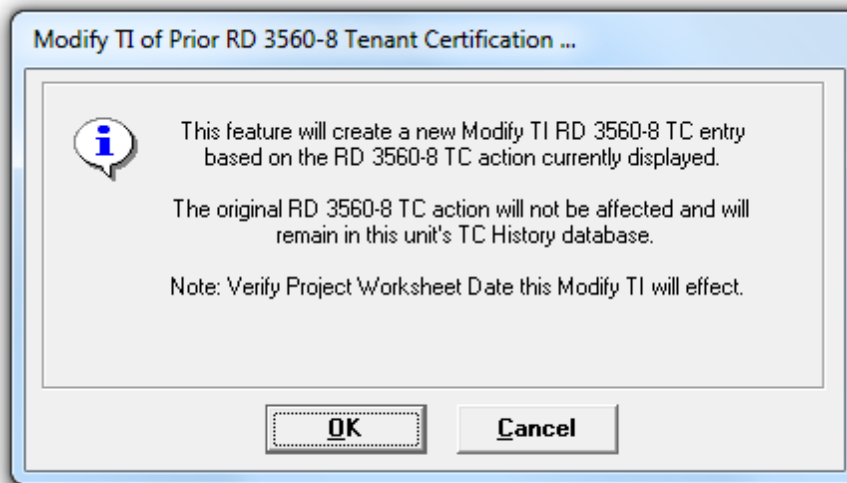 Modify TI of Prior RD 3560-8 Tenant Certification ...
This feature will create a new Modify TI RD 3560-8 TC entry
based on the RD 3560-8 TC action currently displayed.
The original RD 3560-8 TC action will not be affected and will
remain in this unit's TC History database.
Note: Verify Project Worksheet Date this Modify TI will effect.
OK
Cancel